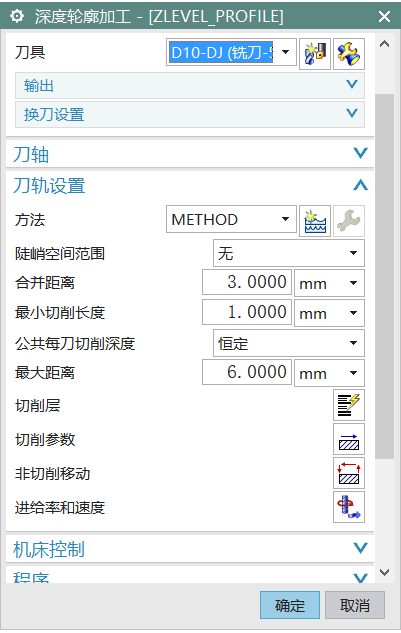 深度轮廓加工 - [ZLEVEL_PROFILE]
刀具 D10-DJ (铣刀-5
输出
换刀设置
刀轴
刀轨设置
方法 METHOD
陡峭空间范围 无
合并距离 3.0000 mm
最小切削长度 1.0000 mm
公共每刀切削深度 恒定
最大距离 6.0000 mm
切削层
切削参数
非切削移动
进给率和速度
机床控制
程序
确定 取消